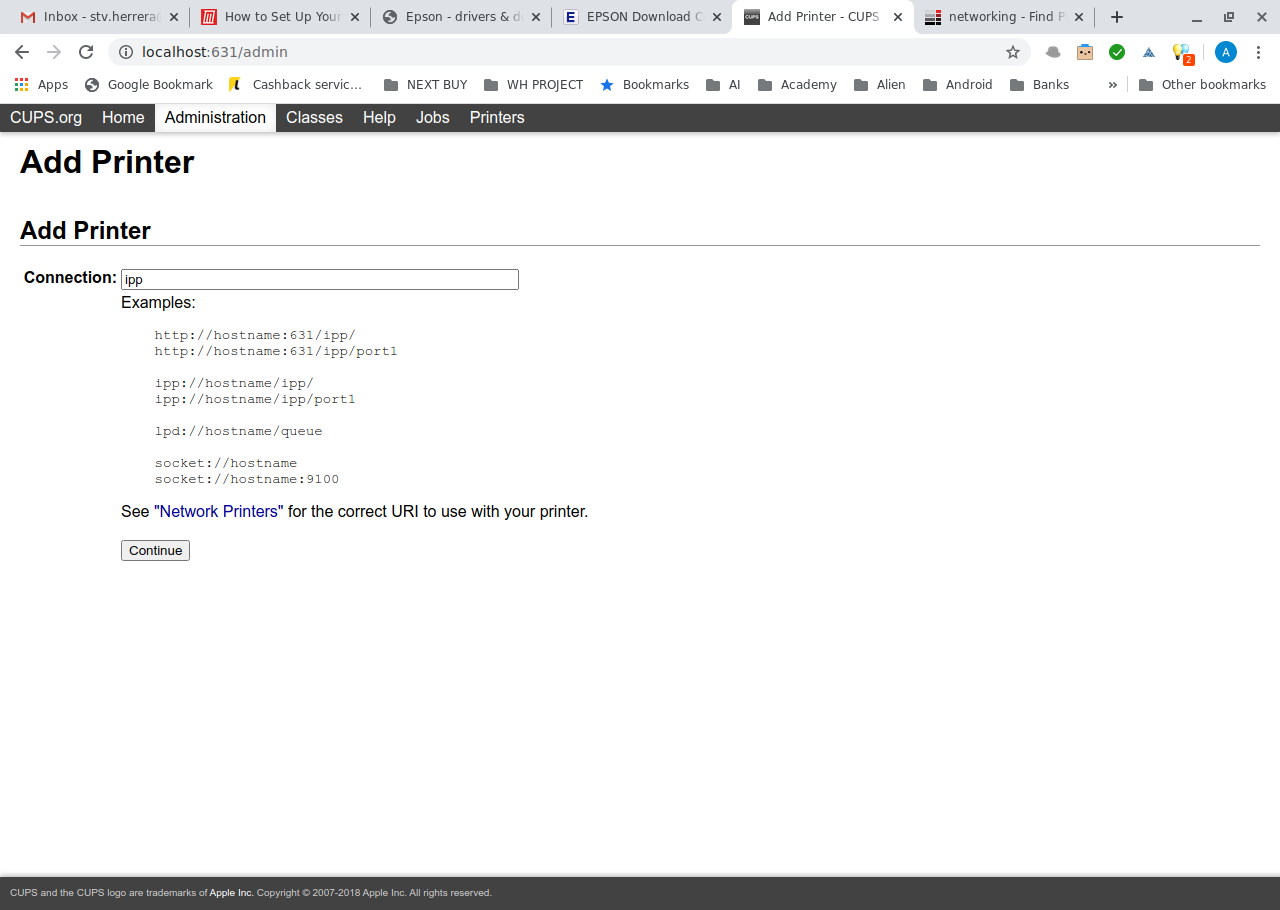 Inbox - stv.herrera
How to Set Up Your
Epson - drivers & d
EPSON Download C
Add Printer - CUPS
networking - Find P
localhost:631/admin
A
2
Apps
Google Bookmark
Cashback servic...
NEXT BUY
WH PROJECT
Bookmarks
AI
Academy
Alien
Android
Banks
»
Other bookmarks
CUPS.org Home Administration Classes Help Jobs Printers
Add Printer
Add Printer
Connection: ipp
Examples:
http://hostname:631/ipp/
http://hostname:631/ipp/port1
ipp://hostname/ipp/
ipp://hostname/ipp/port1
lpd://hostname/queue
socket://hostname
socket://hostname:9100
See "Network Printers" for the correct URI to use with your printer.
Continue
CUPS and the CUPS logo are trademarks of Apple Inc. Copyright © 2007-2018 Apple Inc. All rights reserved.